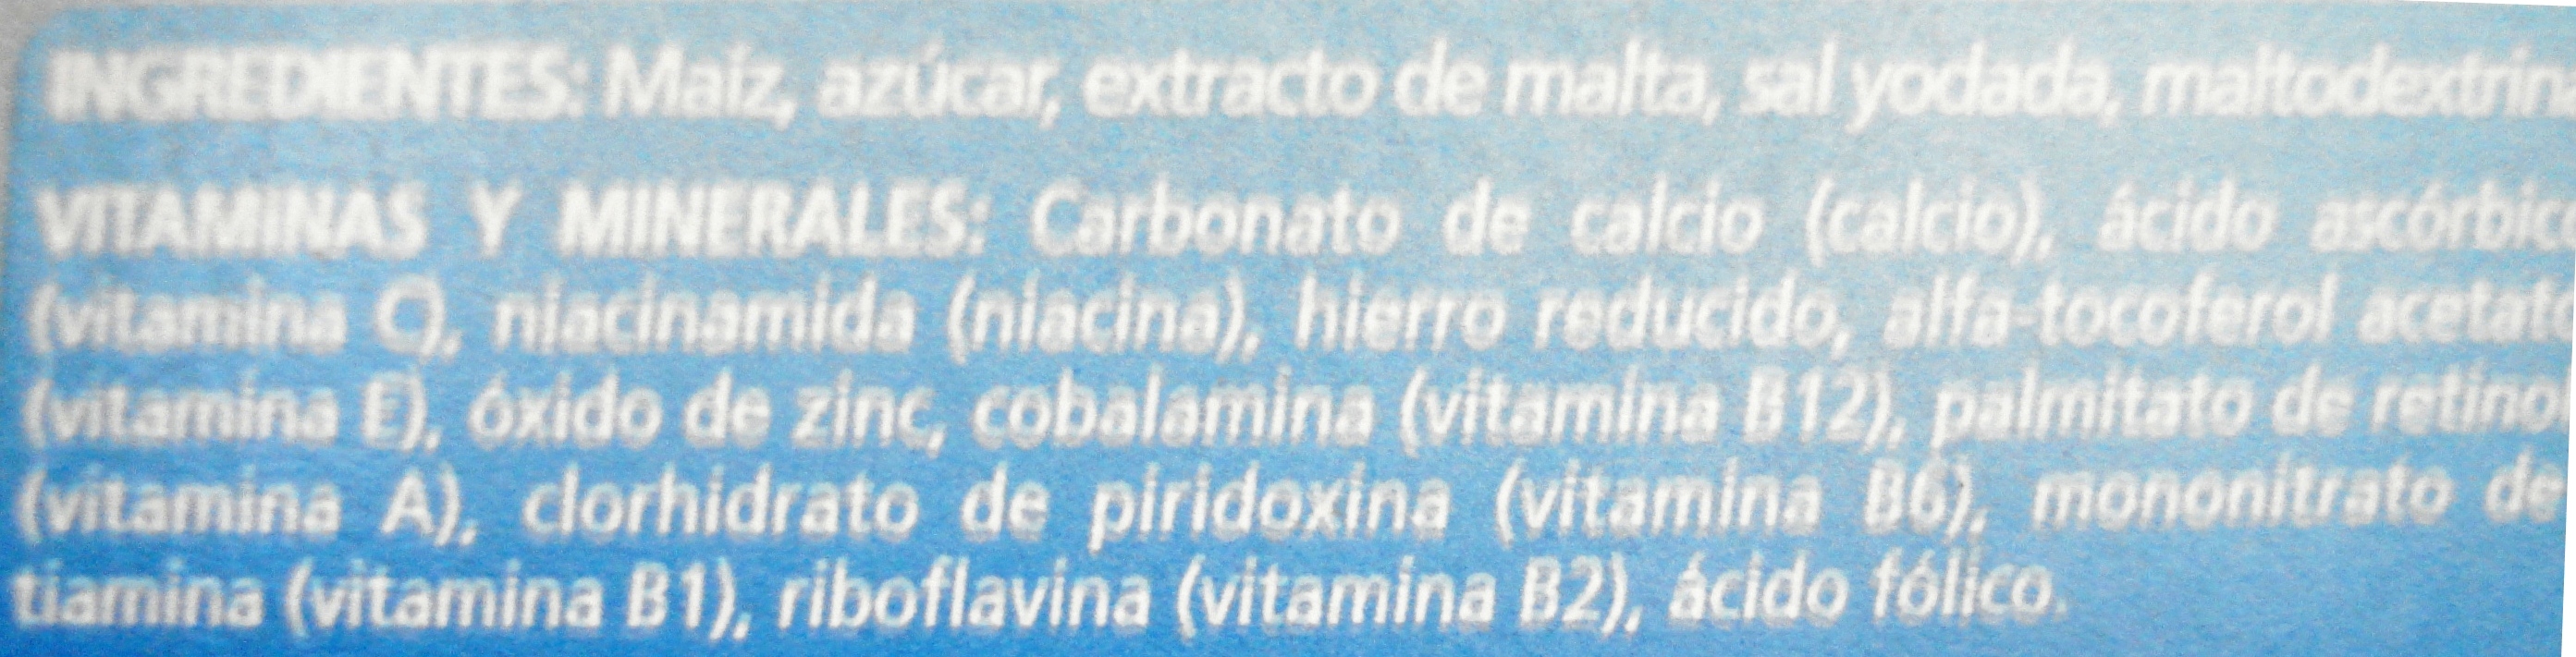 INGREDIENTES: Maíz, azúcar, extracto de malta, sal yodada, maltodextrin
VITAMINAS Y MINERALES: Carbonato de calcio (calcio), ácido ascórbico
(vitamina C), niacinamida (niacina), hierro reducido, alfa-tocoferol acetato
(vitamina E), óxido de zinc, cobalamina (vitamina B12), palmitato de retinol
(vitamina A), clorhidrato de piridoxina (vitamina B6), mononitrato de
tiamina (vitamina B1), riboflavina (vitamina B2), ácido fólico.